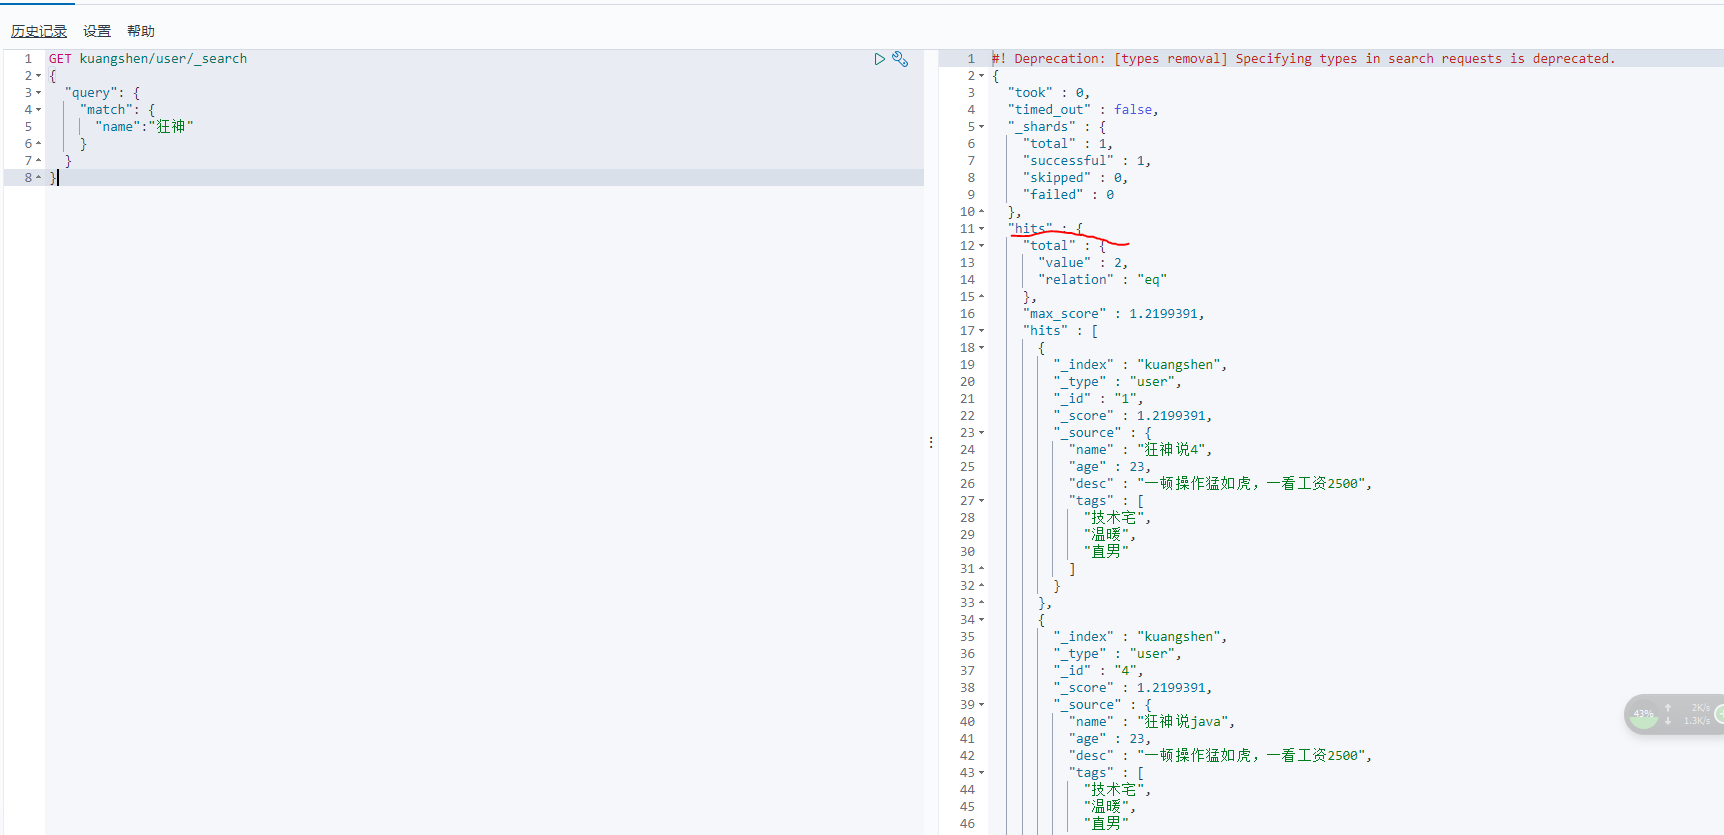 历史记录 设置 帮助
1 GET kuangshen/user/_search
2 {
3 "query": {
4 "match": {
5 "name":"狂神"
6 }
7 }
8 }
1 #! Deprecation: [types removal] Specifying types in search requests is deprecated.
2 {
3 "took" : 0,
4 "timed_out" : false,
5 "_shards" : {
6 "total" : 1,
7 "successful" : 1,
8 "skipped" : 0,
9 "failed" : 0
10 },
11 "hits" : {
12 "total" : {
13 "value" : 2,
14 "relation" : "eq"
15 },
16 "max_score" : 1.2199391,
17 "hits" : [
18 {
19 "_index" : "kuangshen",
20 "_type" : "user",
21 "_id" : "1",
22 "_score" : 1.2199391,
23 "_source" : {
24 "name" : "狂神说4",
25 "age" : 23,
26 "desc" : "一顿操作猛如虎，一看工资2500",
27 "tags" : [
28 "技术宅",
29 "温暖",
30 "直男"
31 ]
32 }
33 },
34 {
35 "_index" : "kuangshen",
36 "_type" : "user",
37 "_id" : "4",
38 "_score" : 1.2199391,
39 "_source" : {
40 "name" : "狂神说java",
41 "age" : 23,
42 "desc" : "一顿操作猛如虎，一看工资2500",
43 "tags" : [
44 "技术宅",
45 "温暖",
46 "直男"
43% ↑ 2K/s
↓ 1.3K/s